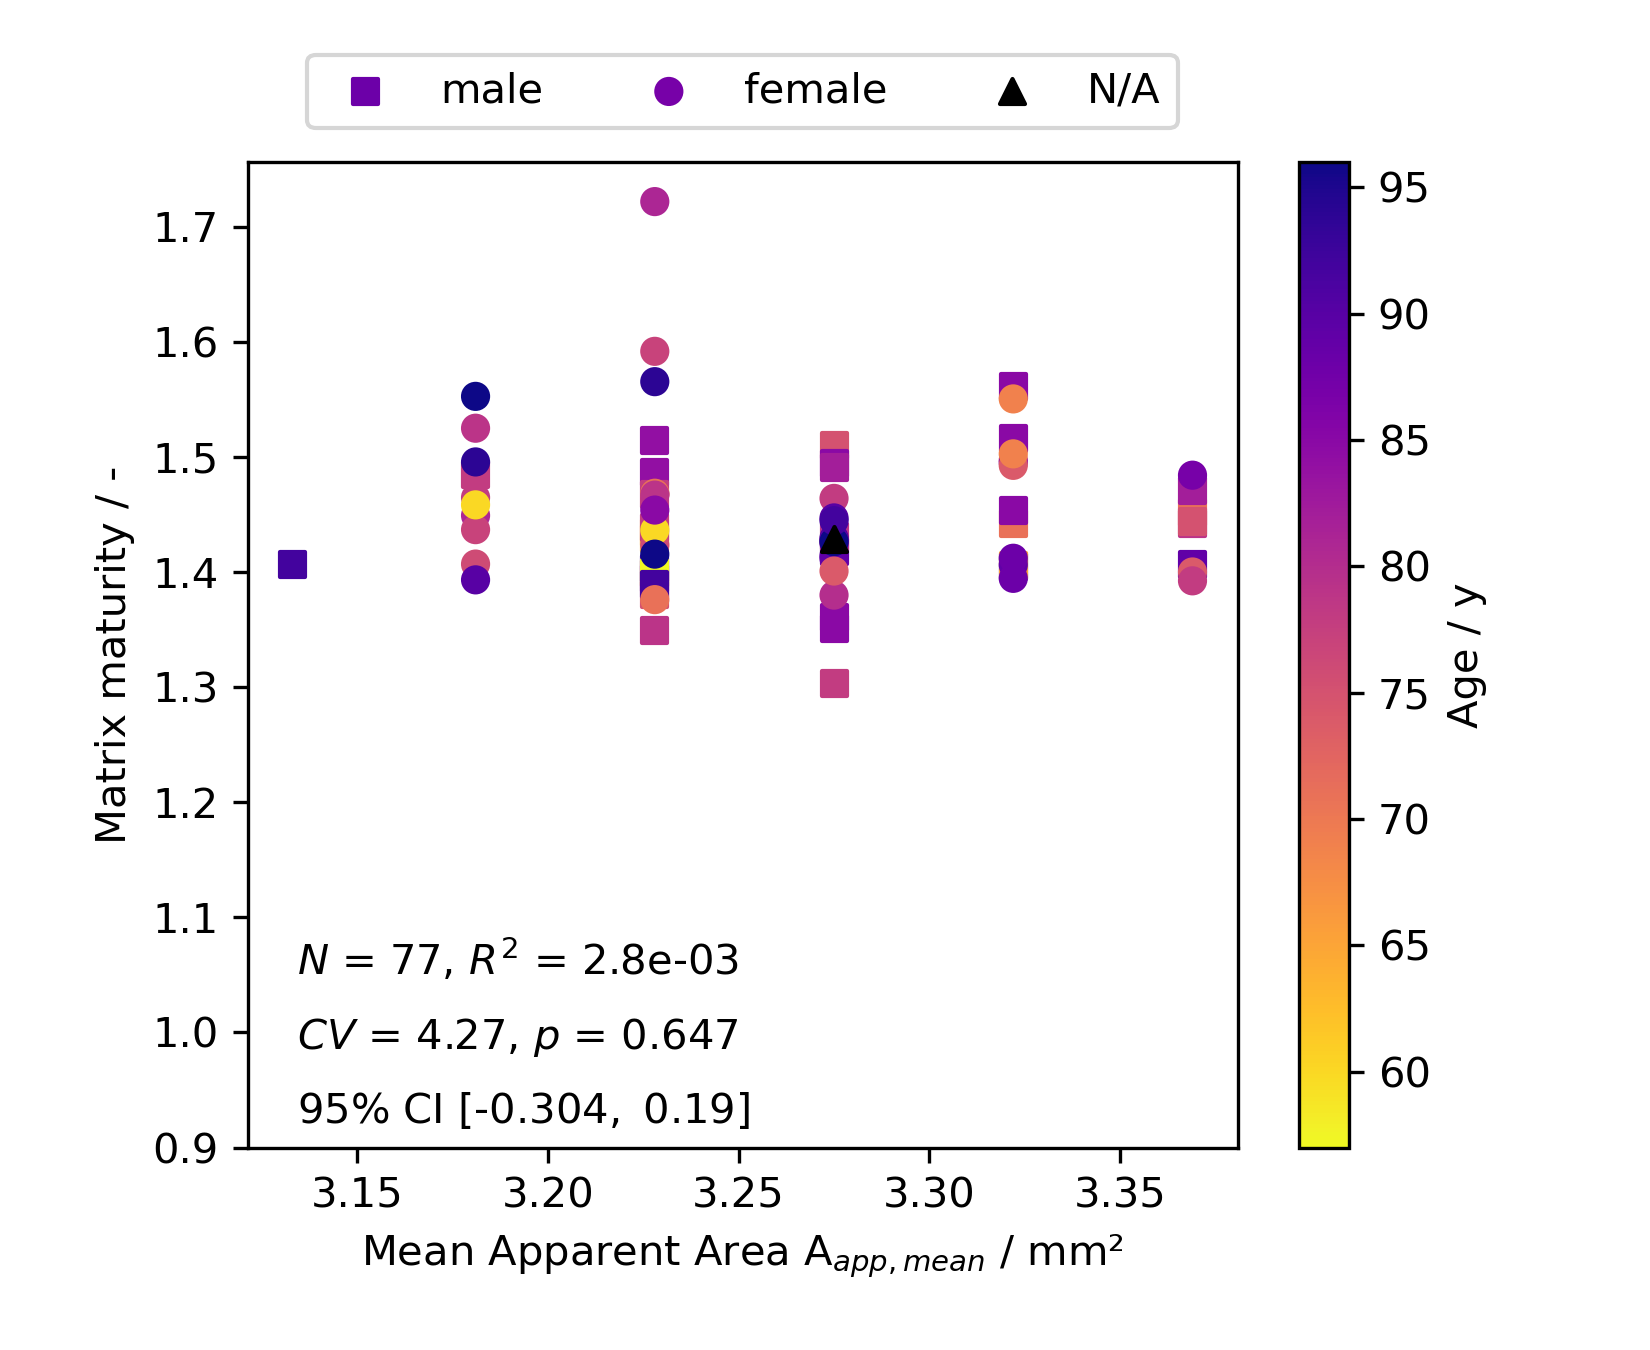 male female N/A
1.7
1.6
1.5
1.4
1.3
1.2
1.1
1.0
0.9
Matrix maturity / -
N = 77, R² = 2.8e-03
CV = 4.27, p = 0.647
95% CI [-0.304, 0.19]
3.15 3.20 3.25 3.30 3.35
Mean Apparent Area A_app,mean / mm²
95
90
85
80
75
70
65
60
Age / y